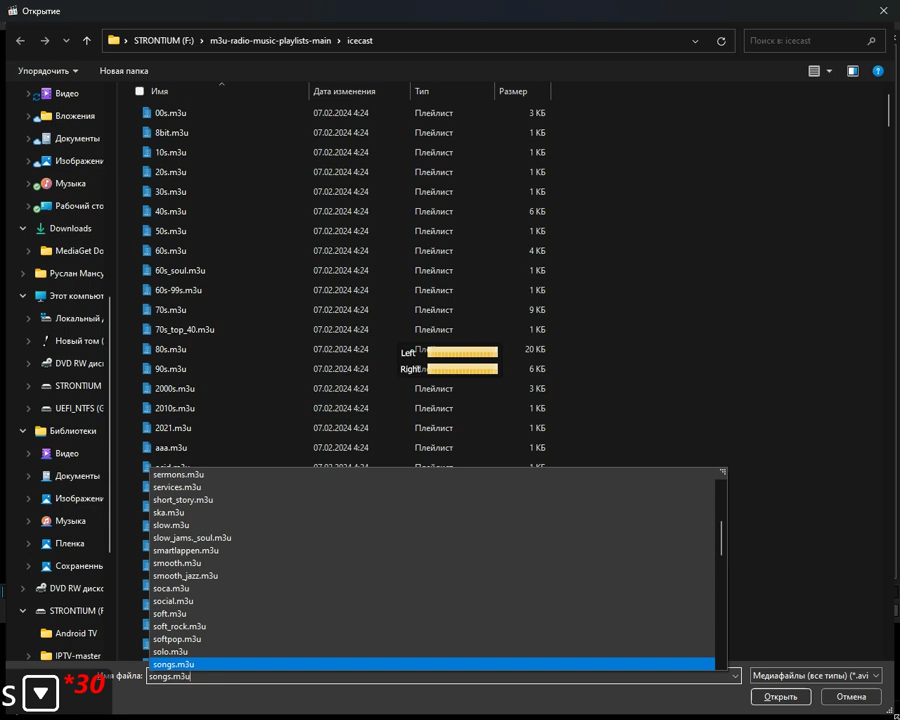 Открытие
STRONTIUM (F:) › m3u-radio-music-playlists-main › icecast
Поиск в: icecast
Упорядочить
Новая папка
Имя
Дата изменения
Тип
Размер
Видео
Вложения
Документы
Изображени
Музыка
Рабочий сто
Downloads
MediaGet Do
Руслан Мансу
Этот компьют
Локальный
Новый том (
DVD RW дис
STRONTIUM
UEFI_NTFS (G
Библиотеки
Видео
Документы
Изображени
Музыка
Пленка
Сохраненны
DVD RW диско
STRONTIUM (F
Android TV
IPTV-master
00s.m3u 07.02.2024 4:24 Плейлист 3 КБ
8bit.m3u 07.02.2024 4:24 Плейлист 1 КБ
10s.m3u 07.02.2024 4:24 Плейлист 1 КБ
20s.m3u 07.02.2024 4:24 Плейлист 1 КБ
30s.m3u 07.02.2024 4:24 Плейлист 1 КБ
40s.m3u 07.02.2024 4:24 Плейлист 6 КБ
50s.m3u 07.02.2024 4:24 Плейлист 1 КБ
60s.m3u 07.02.2024 4:24 Плейлист 4 КБ
60s_soul.m3u 07.02.2024 4:24 Плейлист 1 КБ
60s-99s.m3u 07.02.2024 4:24 Плейлист 1 КБ
70s.m3u 07.02.2024 4:24 Плейлист 9 КБ
70s_top_40.m3u 07.02.2024 4:24 Плейлист 1 КБ
80s.m3u 07.02.2024 4:24 Пле 20 КБ
90s.m3u 07.02.2024 4:24 6 КБ
2000s.m3u 07.02.2024 4:24 Плейлист 3 КБ
2010s.m3u 07.02.2024 4:24 Плейлист 1 КБ
2021.m3u 07.02.2024 4:24 Плейлист 1 КБ
aaa.m3u 07.02.2024 4:24 Плейлист 1 КБ
acid.m3u 07.02.2024 4:24 Плейлист 1 КБ
Left
Right
sermons.m3u
services.m3u
short_story.m3u
ska.m3u
slow.m3u
slow_jams._soul.m3u
smartlappen.m3u
smooth.m3u
smooth_jazz.m3u
soca.m3u
social.m3u
soft.m3u
soft_rock.m3u
softpop.m3u
solo.m3u
songs.m3u
Имя файла: songs.m3u
Медиафайлы (все типы) (*.avi
Открыть
Отмена
S
*30